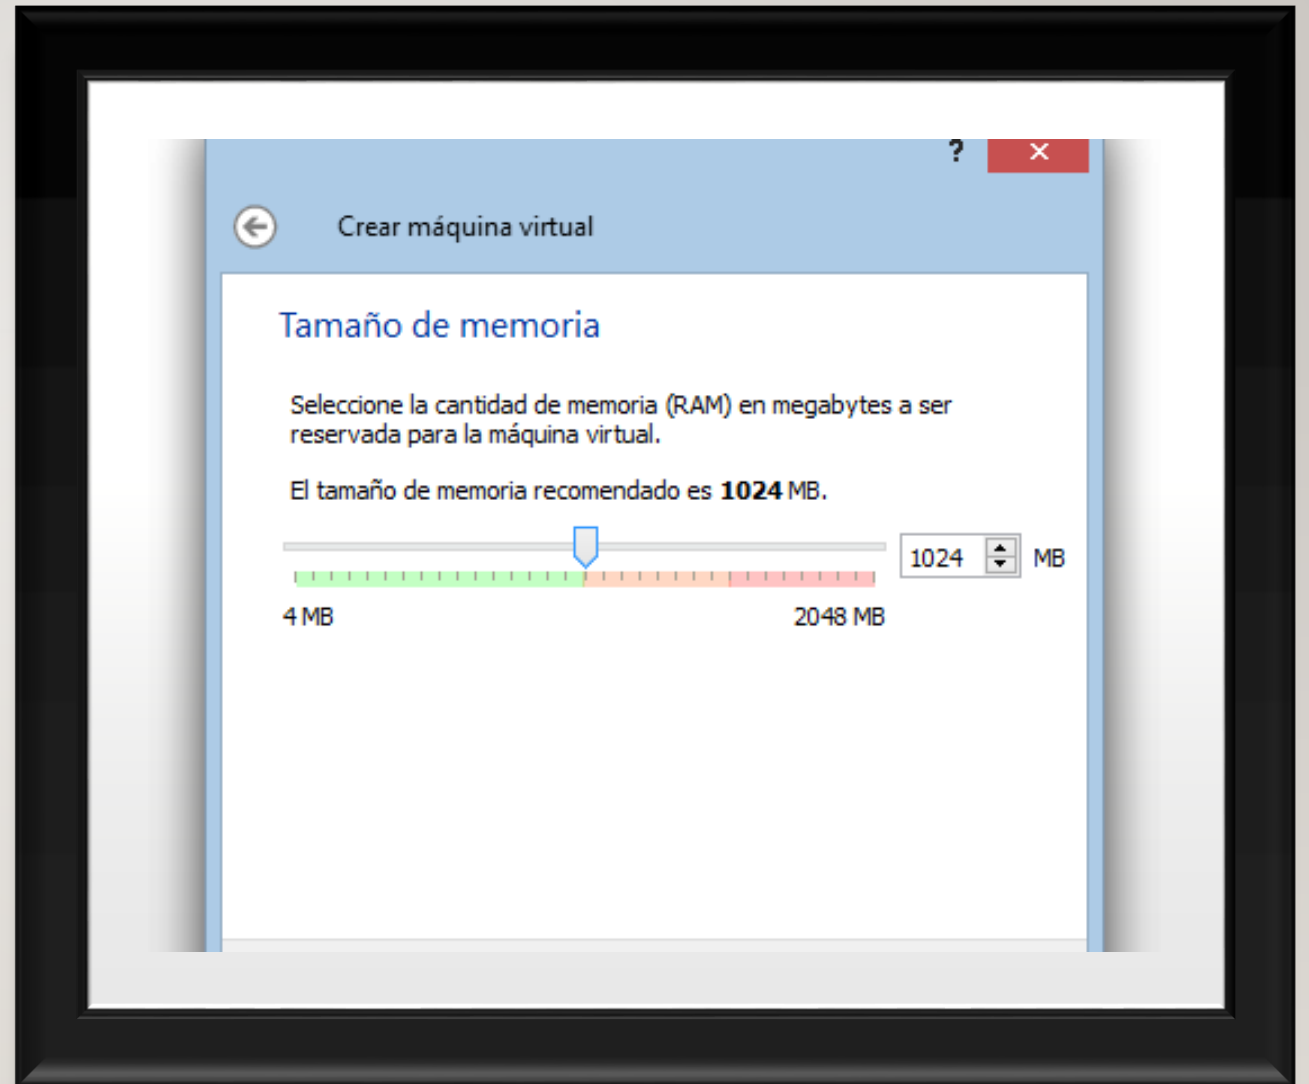 ?
Crear máquina virtual
Tamaño de memoria
Seleccione la cantidad de memoria (RAM) en megabytes a ser
reservada para la máquina virtual.
El tamaño de memoria recomendado es 1024 MB.
1024 MB
4 MB 2048 MB